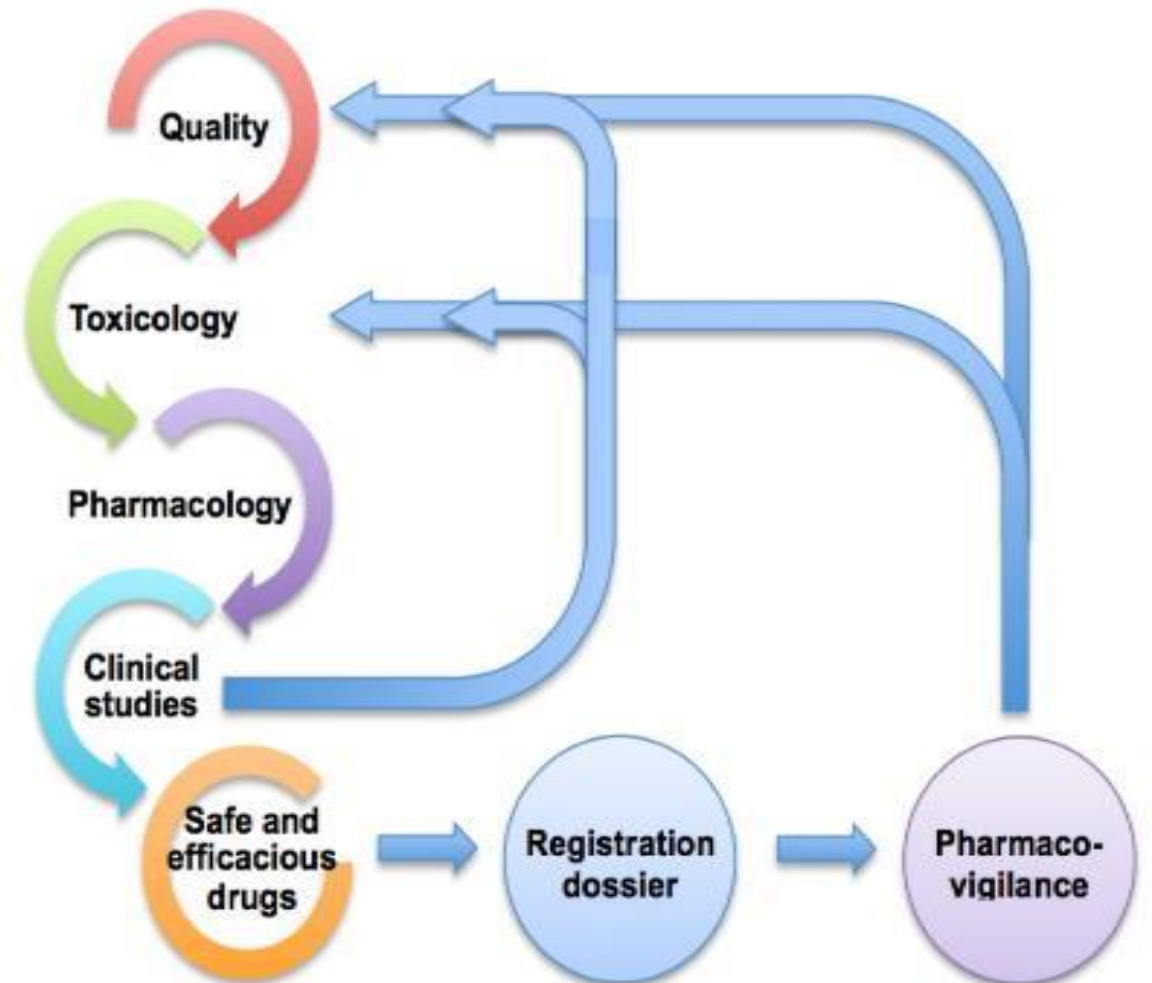 Quality
Toxicology
Pharmacology
Clinical
studies
Safe and
efficacious
drugs
Registration
dossier
Pharmaco-
vigilance